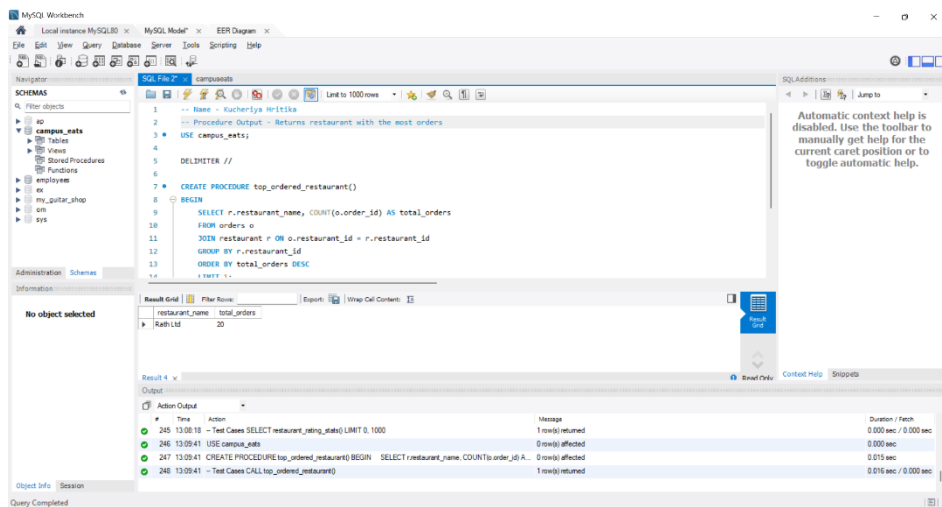 MySQL Workbench
Local instance MySQL80 × MySQL Model* × EER Diagram ×
File Edit View Query Database Server Tools Scripting Help
Navigator
SCHEMAS
Filter objects
ap
campus_eats
Tables
Views
Stored Procedures
Functions
employees
ex
my_guitar_shop
om
sys
Administration Schemas
Information
No object selected
Object Info Session
Query Completed
SQL File 2* × campuseats
Limit to 1000 rows
1 -- Name - Kucheriya Hritika
2 -- Procedure Output - Returns restaurant with the most orders
3 USE campus_eats;
4
5 DELIMITER //
6
7 CREATE PROCEDURE top_ordered_restaurant()
8 BEGIN
9 SELECT r.restaurant_name, COUNT(o.order_id) AS total_orders
10 FROM orders o
11 JOIN restaurant r ON o.restaurant_id = r.restaurant_id
12 GROUP BY r.restaurant_id
13 ORDER BY total_orders DESC
14 LIMIT 1;
Result Grid Filter Rows: Export: Wrap Cell Content:
restaurant_name total_orders
Rath Ltd 20
Result Grid
Result 4 ×
Read Only
Output
Action Output
# Time Action Message Duration / Fetch
245 13:08:18 -- Test Cases SELECT restaurant_rating_stats() LIMIT 0, 1000 1 row(s) returned 0.000 sec / 0.000 sec
246 13:09:41 USE campus_eats 0 row(s) affected 0.000 sec
247 13:09:41 CREATE PROCEDURE top_ordered_restaurant() BEGIN SELECT r.restaurant_name, COUNT(o.order_id) A... 0 row(s) affected 0.015 sec
248 13:09:41 -- Test Cases CALL top_ordered_restaurant() 1 row(s) returned 0.016 sec / 0.000 sec
SQLAdditions
Jump to
Automatic context help is
disabled. Use the toolbar to
manually get help for the
current caret position or to
toggle automatic help.
Context Help Snippets